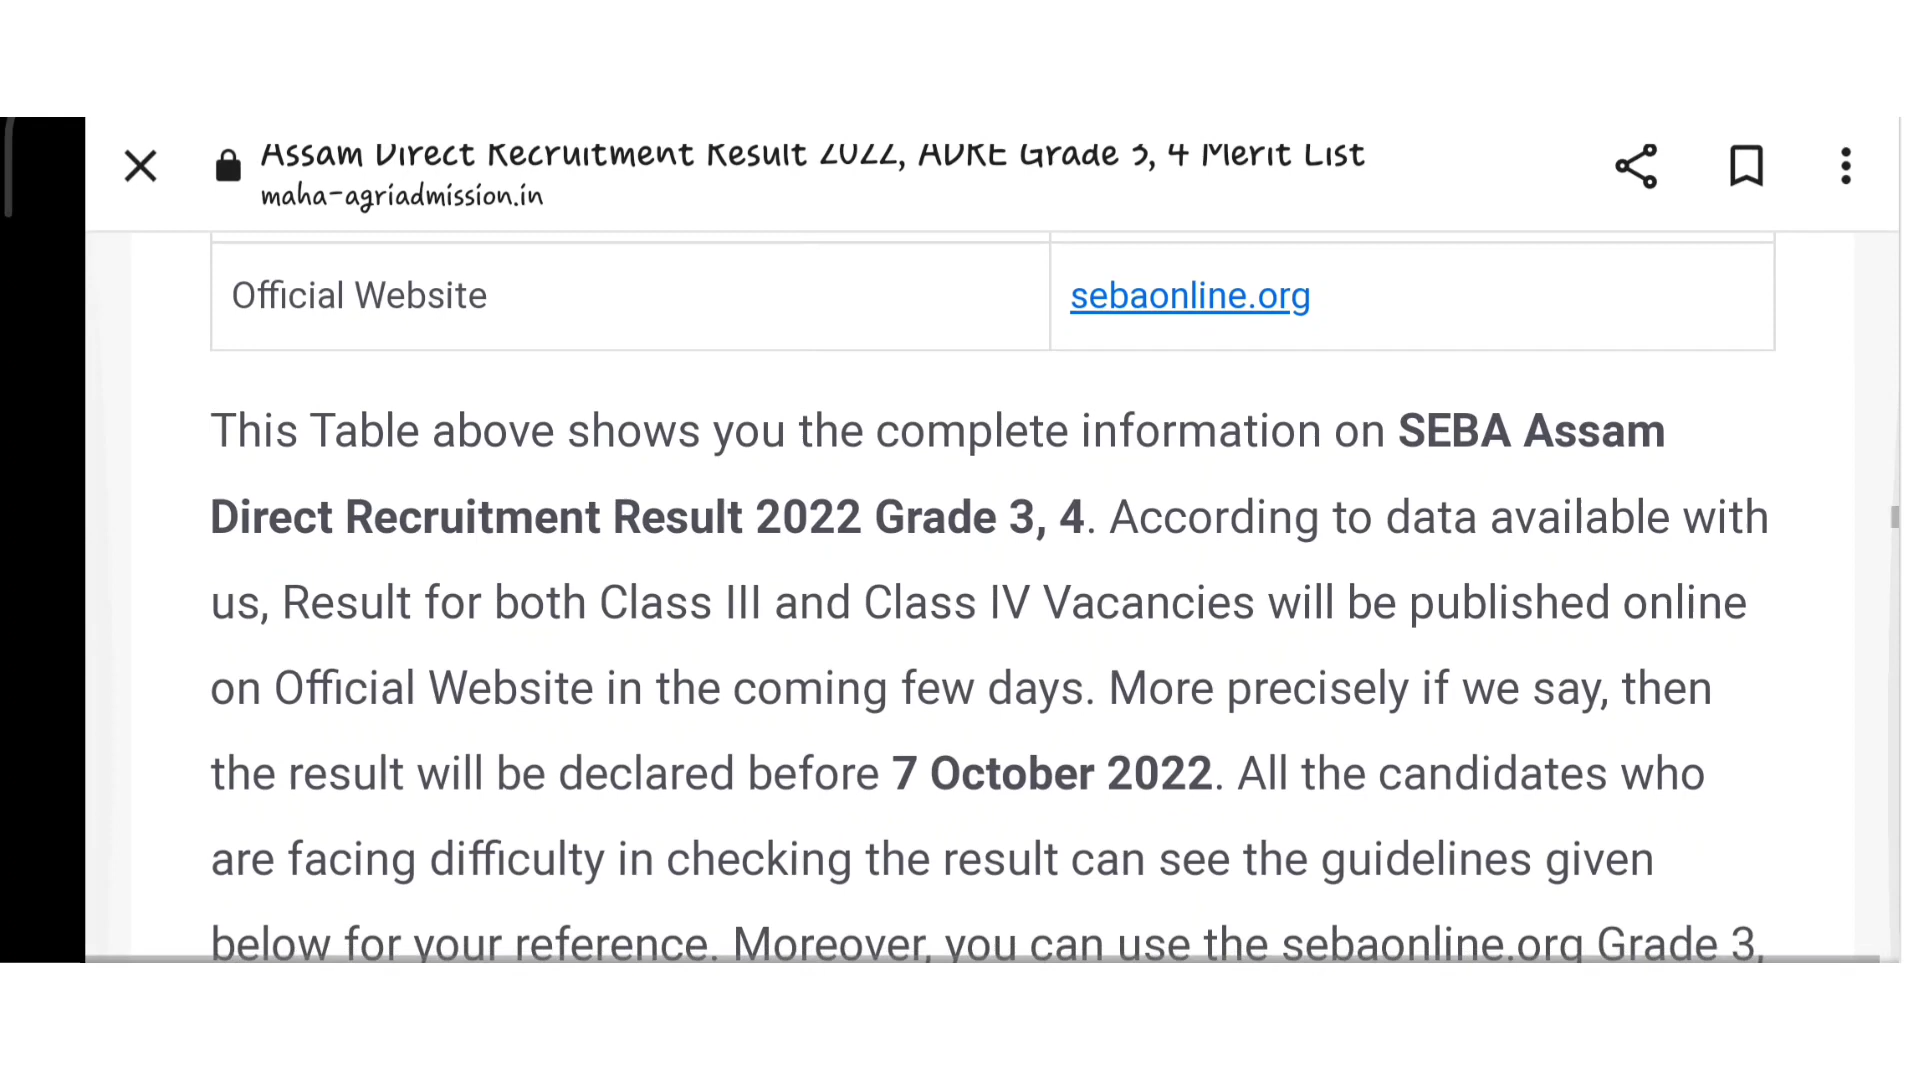 Assam Direct Recruitment Result 2022, ADRE Grade 3, 4 Merit List
maha-agriadmission.in
Official Website
sebaonline.org
This Table above shows you the complete information on SEBA Assam
Direct Recruitment Result 2022 Grade 3, 4. According to data available with
us, Result for both Class III and Class IV Vacancies will be published online
on Official Website in the coming few days. More precisely if we say, then
the result will be declared before 7 October 2022. All the candidates who
are facing difficulty in checking the result can see the guidelines given
below for your reference. Moreover, you can use the sebaonline.org Grade 3,